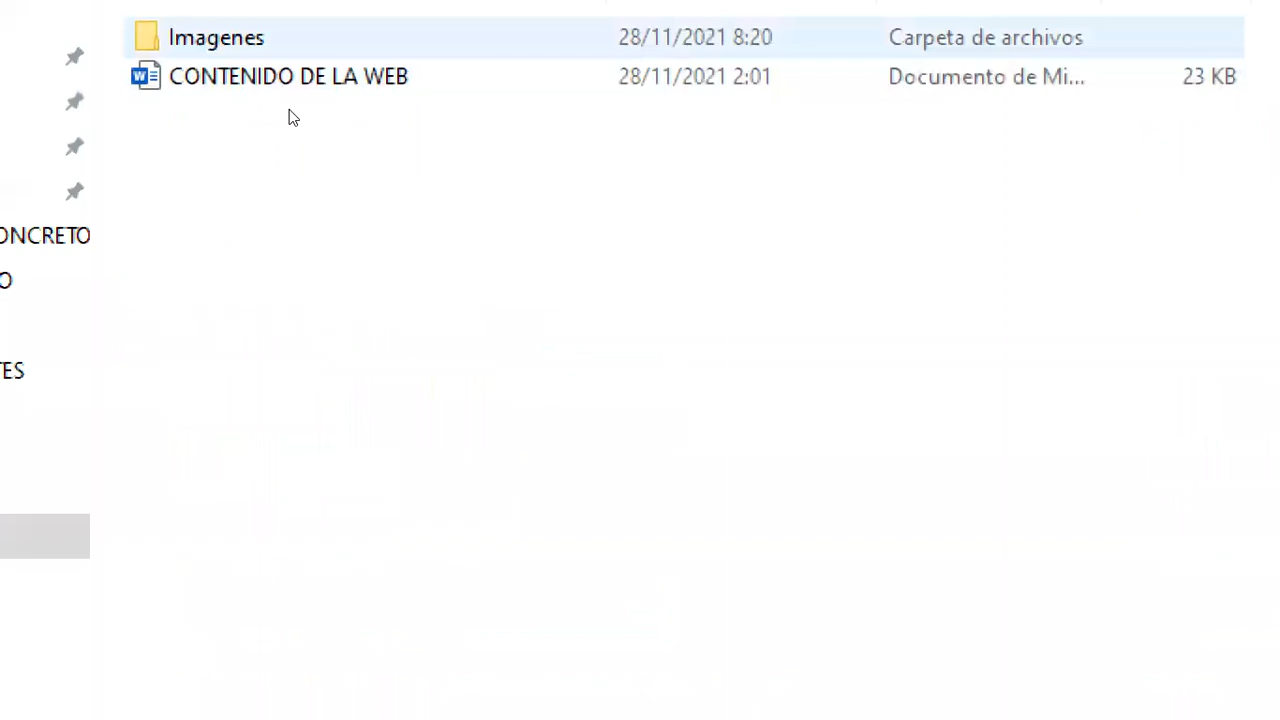 Imagenes 28/11/2021 8:20 Carpeta de archivos
CONTENIDO DE LA WEB 28/11/2021 2:01 Documento de Mi... 23 KB
ONCRETO
O
TES